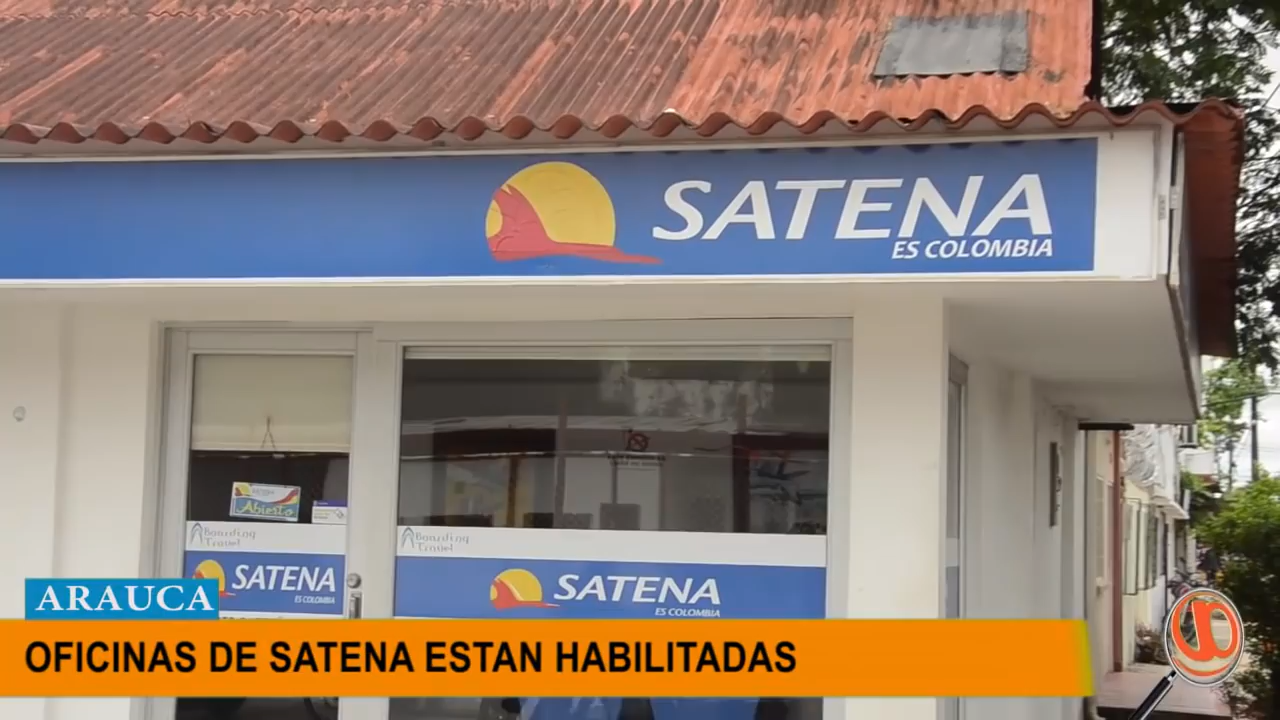 SATENA
ES COLOMBIA
Abierto
Boarding
Travel
Boarding
Travel
SATENA
ES COLOMBIA
SATENA
ES COLOMBIA
ARAUCA
OFICINAS DE SATENA ESTAN HABILITADAS